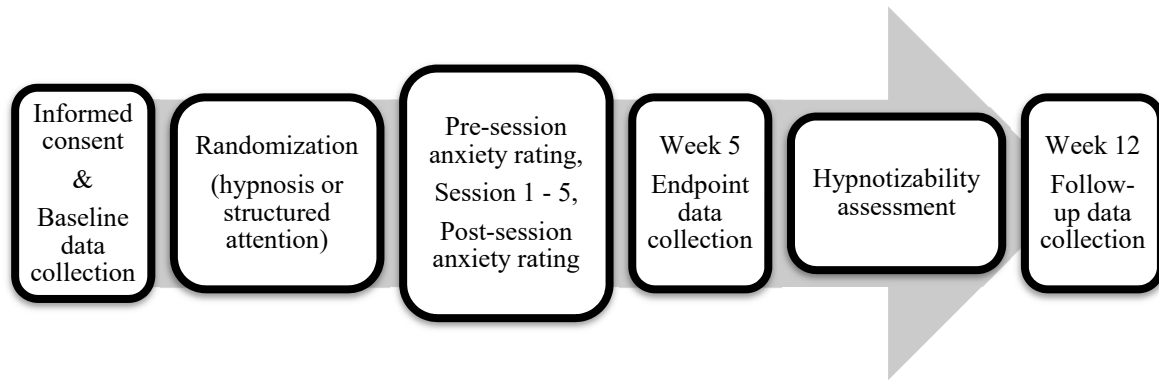 Informed
consent
&
Baseline
data
collection
Randomization
(hypnosis or
structured
attention)
Pre-session
anxiety rating,
Session 1 - 5,
Post-session
anxiety rating
Week 5
Endpoint
data
collection
Hypnotizability
assessment
Week 12
Follow-
up data
collection